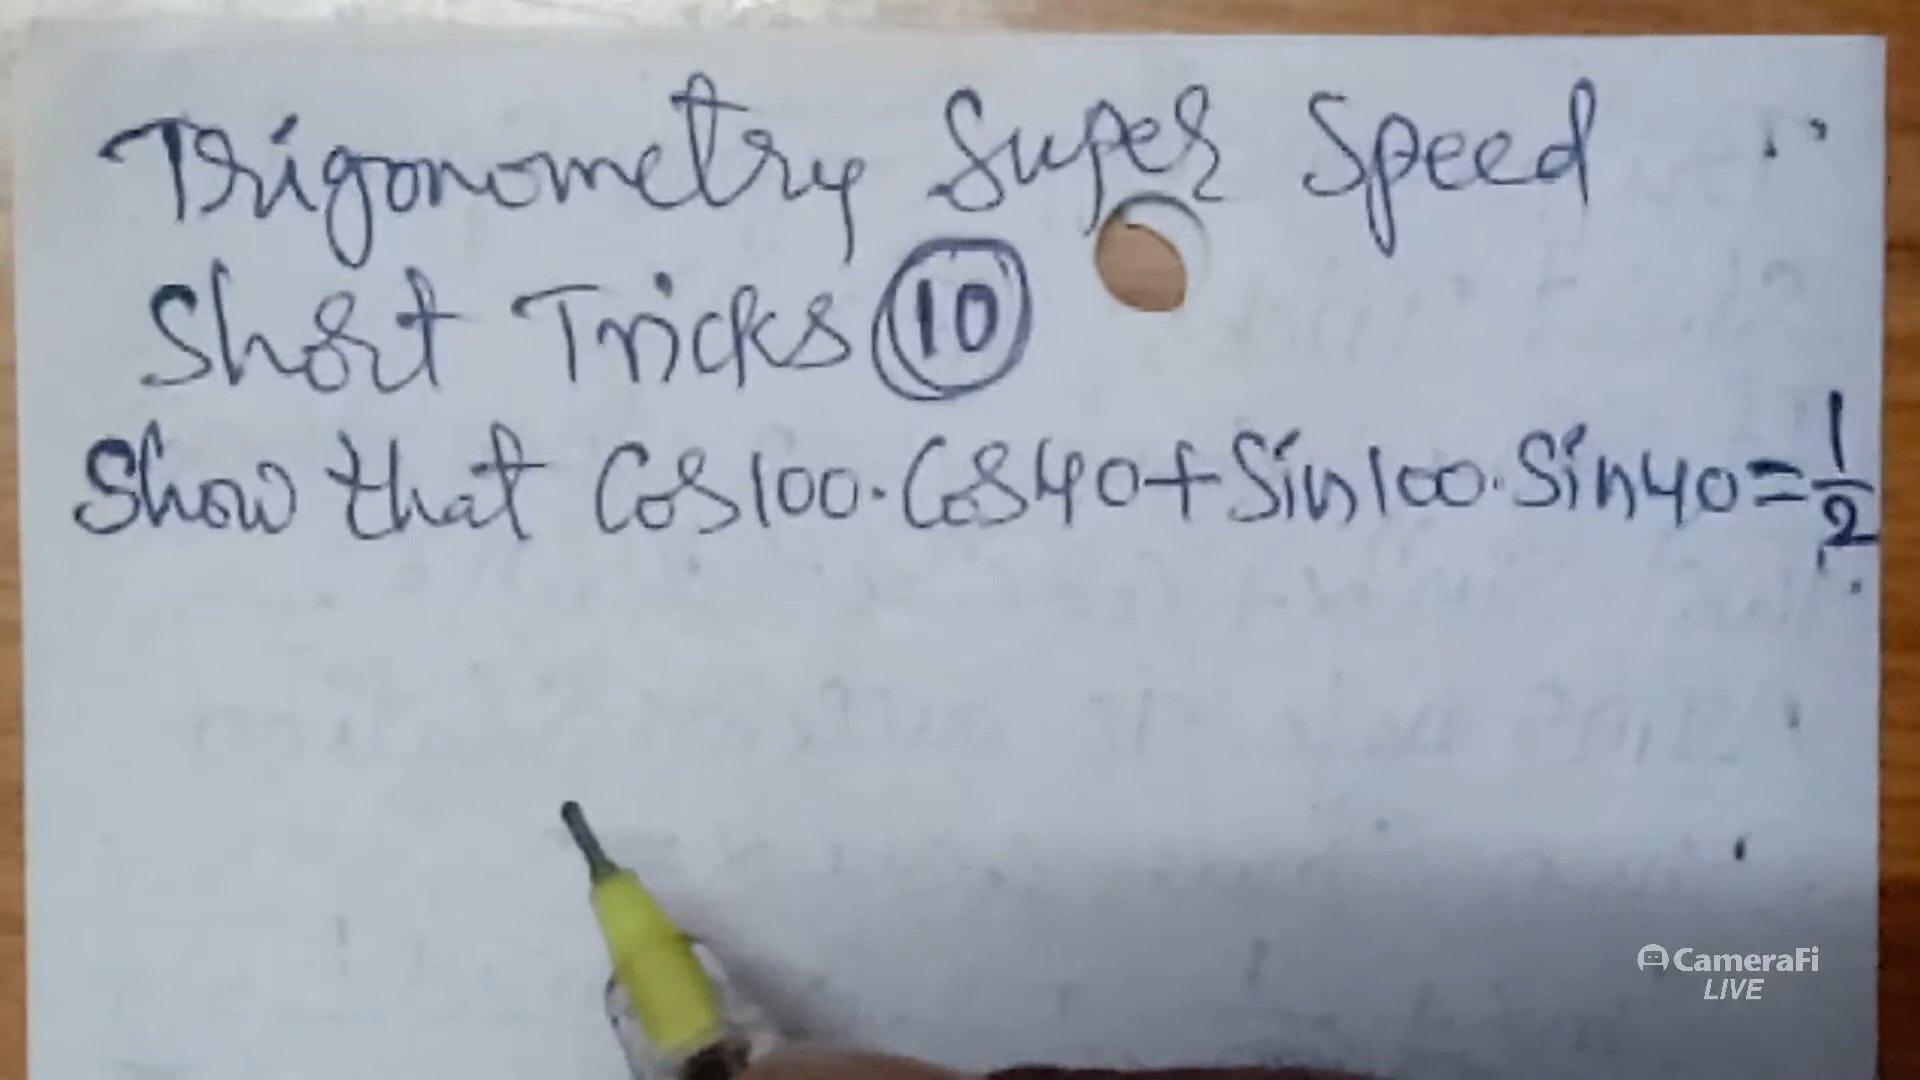 Trigonometry Super Speed
Short Tricks 10
Show that Cos100.Cos40+Sin100.Sin40=1/2
CameraFi
LIVE